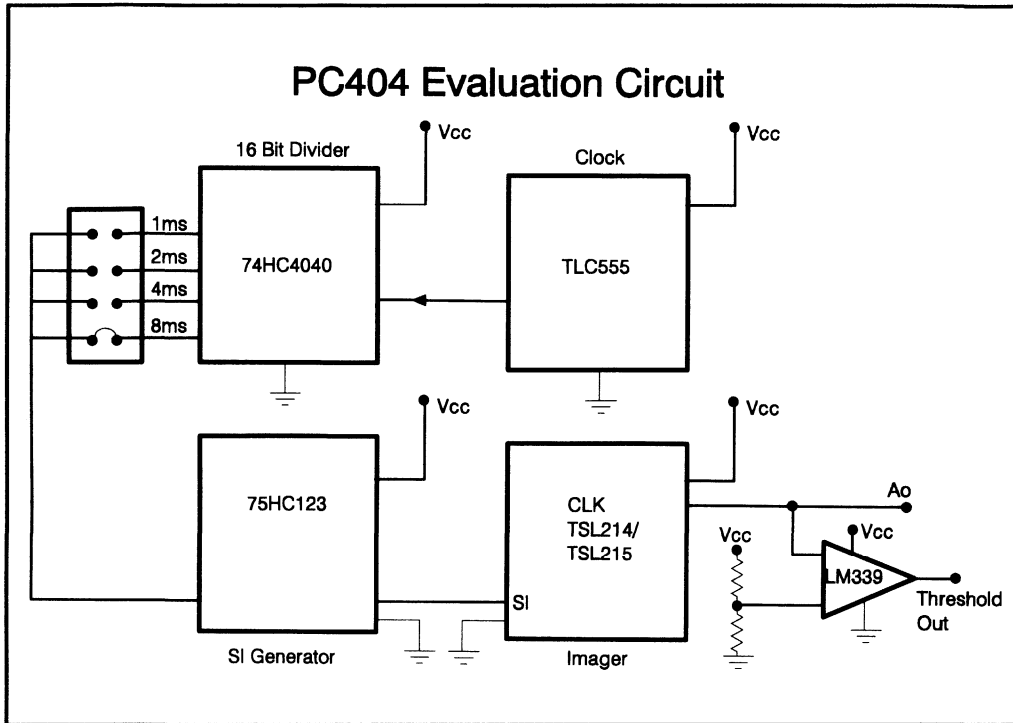 PC404 Evaluation Circuit
16 Bit Divider
Vcc
Clock
Vcc
1ms
2ms
4ms
8ms
74HC4040
TLC555
Vcc
Vcc
75HC123
CLK
TSL214/
TSL215
SI
Ao
Vcc
Vcc
LM339
Threshold
Out
SI Generator
Imager